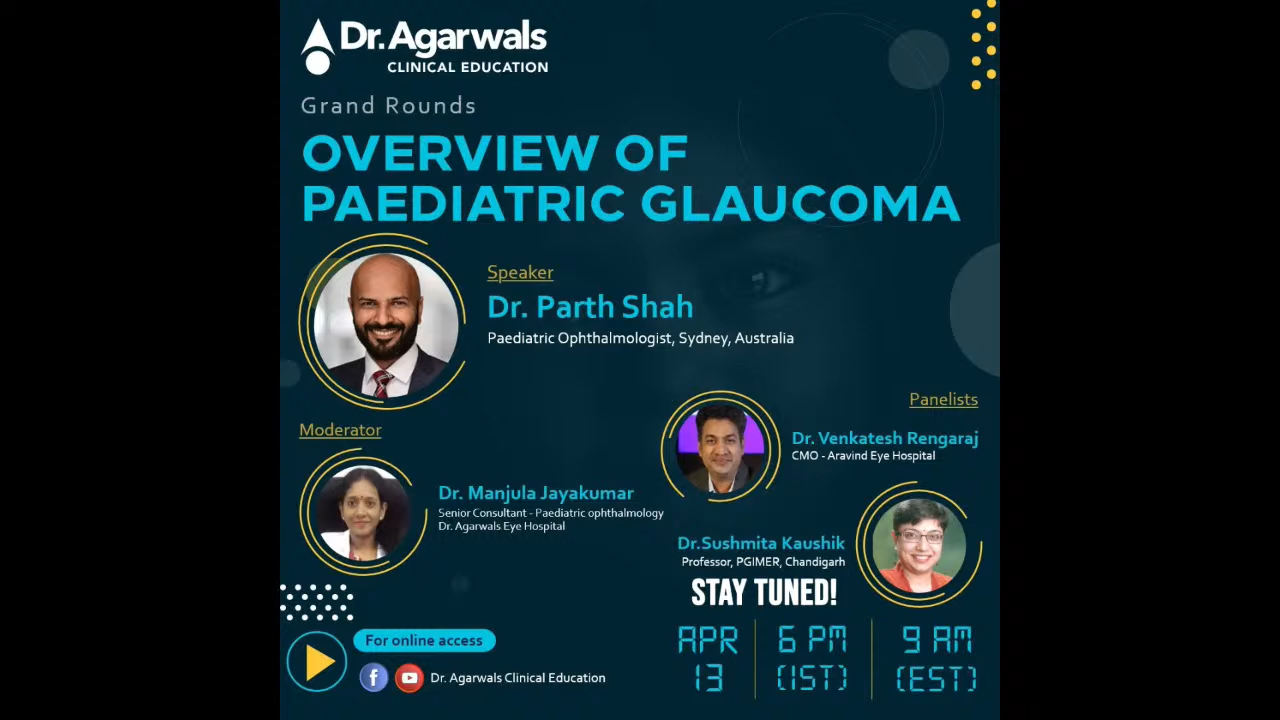 Dr. Agarwals
CLINICAL EDUCATION
Grand Rounds
OVERVIEW OF
PAEDIATRIC GLAUCOMA
Speaker
Dr. Parth Shah
Paediatric Ophthalmologist, Sydney, Australia
Panelists
Dr. Venkatesh Rengaraj
CMO - Aravind Eye Hospital
Moderator
Dr. Manjula Jayakumar
Senior Consultant - Paediatric ophthalmology
Dr. Agarwals Eye Hospital
Dr.Sushmita Kaushik
Professor, PGIMER, Chandigarh
STAY TUNED!
APR
13
6 PM
(IST)
9 AM
(EST)
For online access
f
Dr. Agarwals Clinical Education